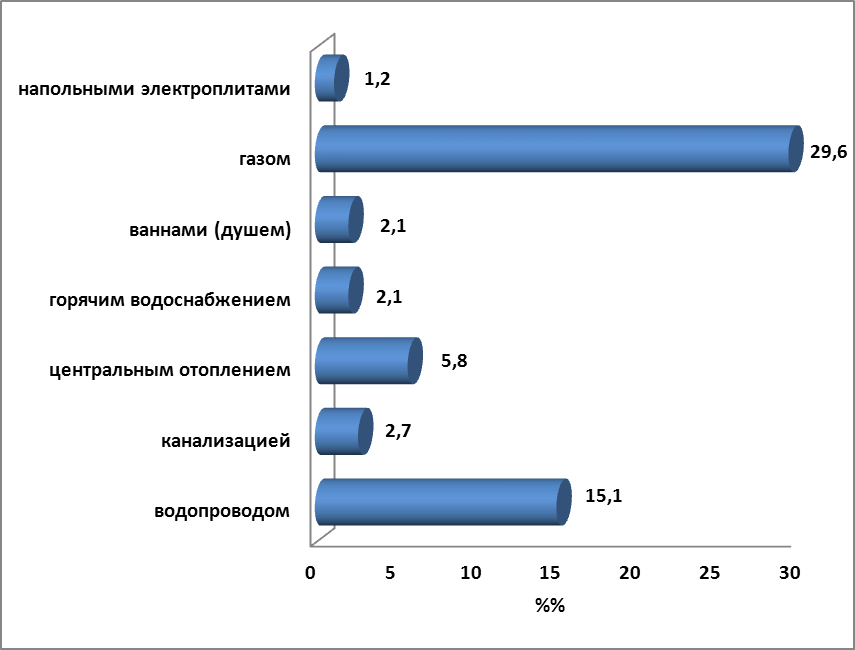 напольными электроплитами 1,2
газом 29,6
ваннами (душем) 2,1
горячим водоснабжением 2,1
центральным отоплением 5,8
канализацией 2,7
водопроводом 15,1
0 5 10 15 20 25 30
%%